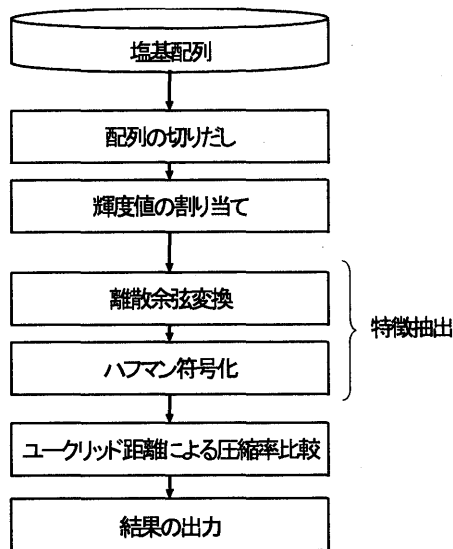 塩基配列
配列の切りだし
輝度値の割り当て
離散余弦変換
ハフマン符号化
特徴抽出
ユークリッド距離による圧縮率比較
結果の出力